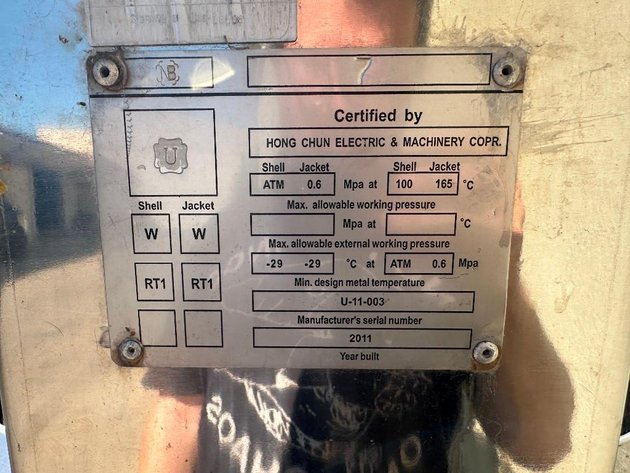 NB 7
Certified by
HONG CHUN ELECTRIC & MACHINERY COPR.
U
Shell Jacket Shell Jacket
ATM 0.6 Mpa at 100 165 °C
Max. allowable working pressure
Shell Jacket
Mpa at °C
W W
Max. allowable external working pressure
-29 -29 °C at ATM 0.6 Mpa
RT1 RT1
Min. design metal temperature
U-11-003
Manufacturer's serial number
2011
Year built